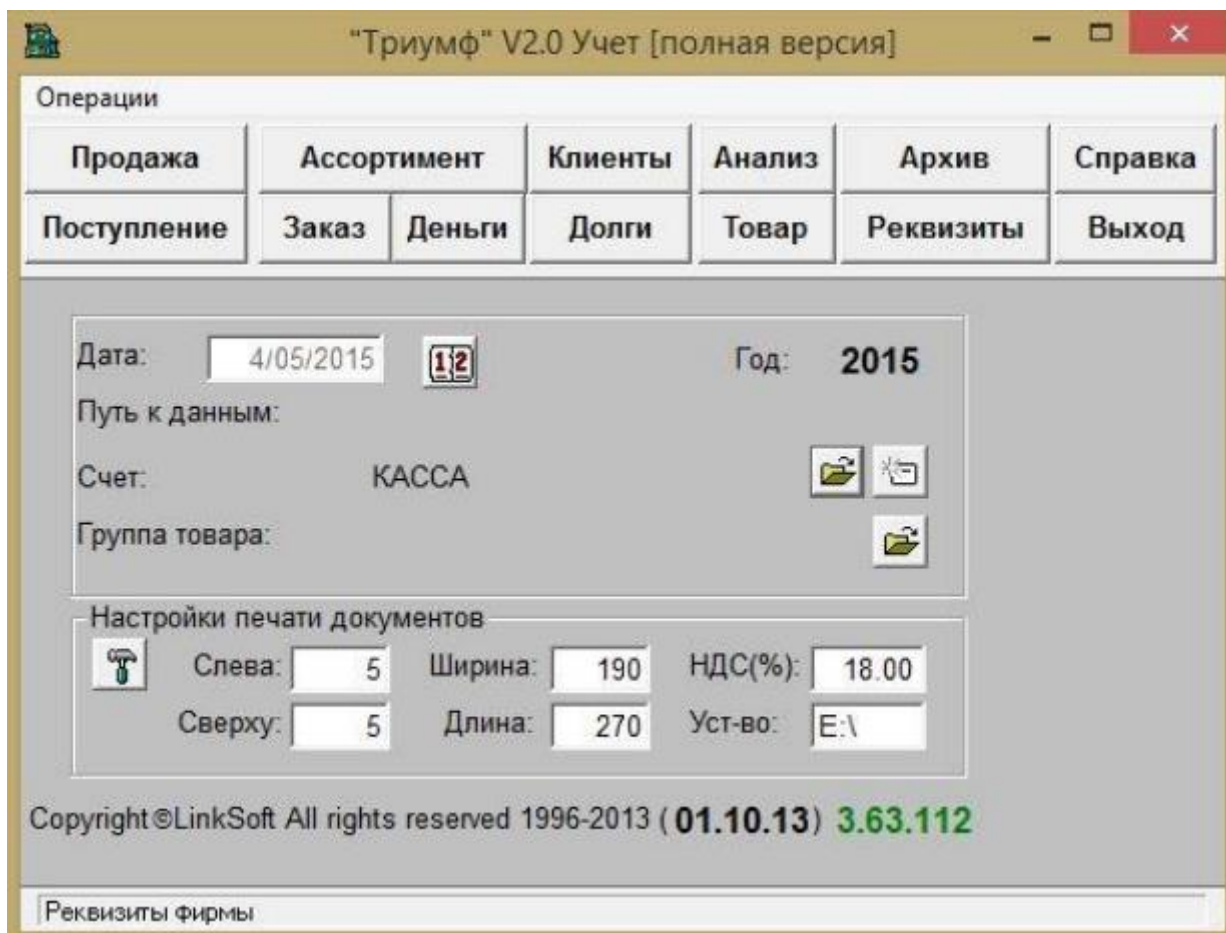 "Триумф" V2.0 Учет [полная версия]
Операции
Продажа Ассортимент Клиенты Анализ Архив Справка
Поступление Заказ Деньги Долги Товар Реквизиты Выход
Дата: 4/05/2015 12 Год: 2015
Путь к данным:
Счет: КАССА
Группа товара:
Настройки печати документов
Слева: 5 Ширина: 190 НДС(%): 18.00
Сверху: 5 Длина: 270 Уст-во: E:\
Copyright©LinkSoft All rights reserved 1996-2013 (01.10.13) 3.63.112
Реквизиты фирмы